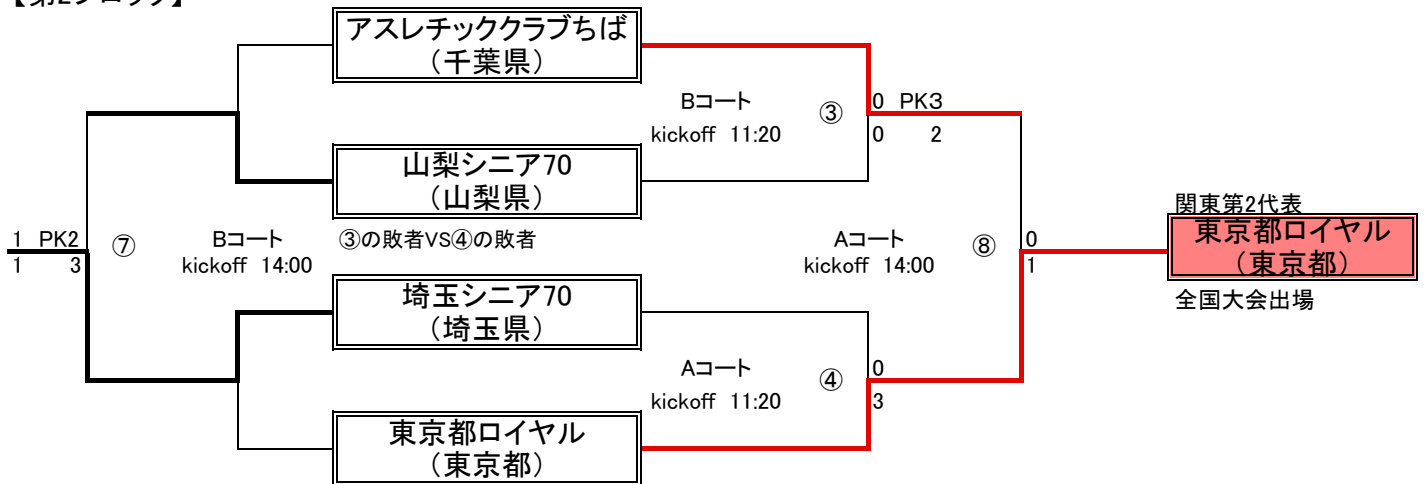 【第2ブロック】
アスレチッククラブちば
（千葉県）
Bコート
kickoff 11:20
③
0 PK3
0 2
山梨シニア70
（山梨県）
③の敗者VS④の敗者
1 PK2
1 3
⑦
Bコート
kickoff 14:00
Aコート
kickoff 14:00
⑧
0
1
関東第2代表
東京都ロイヤル
（東京都）
全国大会出場
埼玉シニア70
（埼玉県）
Aコート
kickoff 11:20
④
0
3
東京都ロイヤル
（東京都）